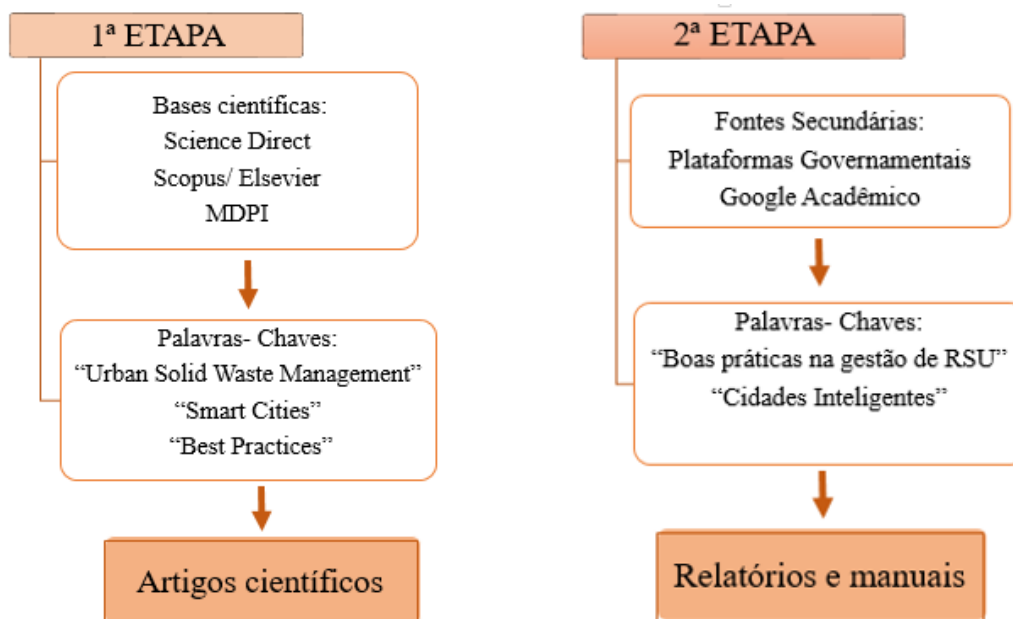 1ª ETAPA
Bases científicas:
Science Direct
Scopus/ Elsevier
MDPI
Palavras- Chaves:
“Urban Solid Waste Management”
“Smart Cities”
“Best Practices”
Artigos científicos
2ª ETAPA
Fontes Secundárias:
Plataformas Governamentais
Google Acadêmico
Palavras- Chaves:
“Boas práticas na gestão de RSU”
“Cidades Inteligentes”
Relatórios e manuais